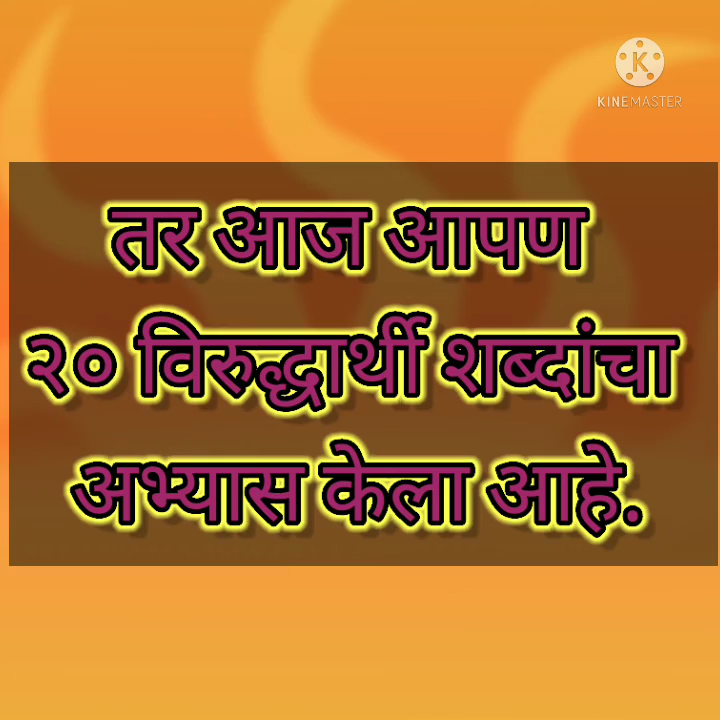 KINEMASTER
तर आज आपण
२० विरुद्धार्थी शब्दांचा
अभ्यास केला आहे.